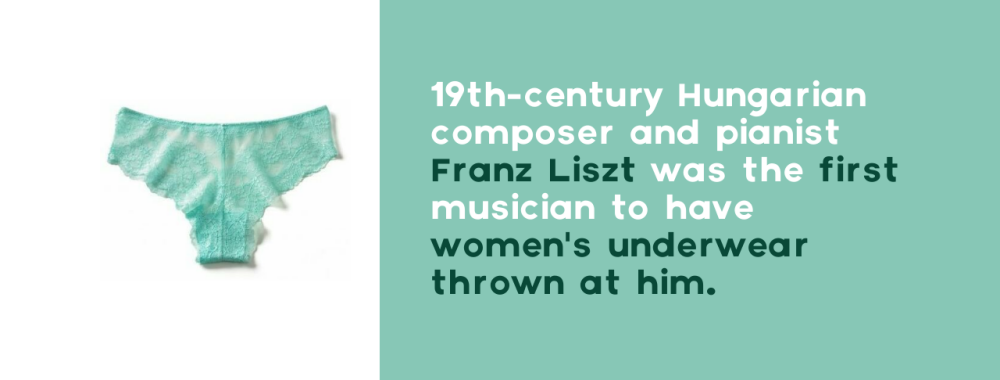 19th-century Hungarian
composer and pianist
Franz Liszt was the first
musician to have
women's underwear
thrown at him.